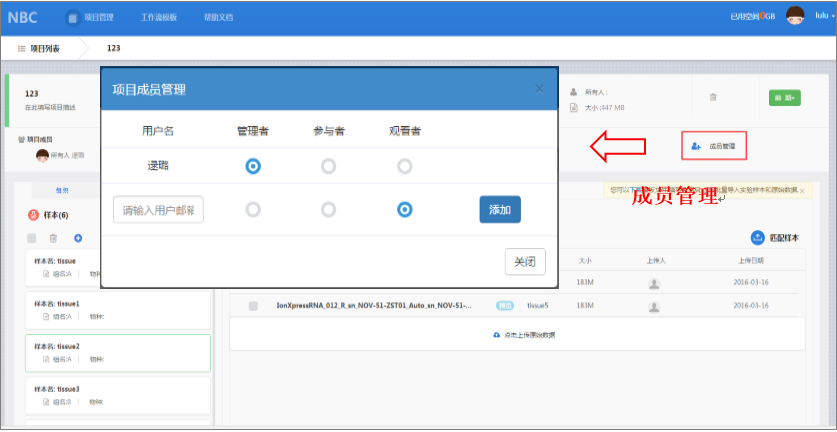 NBC 项目管理 工作流模板 帮助文档 已用空间0GB lulu
项目列表 123
123
在此填写项目描述
所有人：
大小：447 MB
项目成员
所有人 逯璐
成员管理
项目成员管理 ×
用户名 管理者 参与者 观看者
逯璐
请输入用户邮箱 添加
关闭
成员管理
组织
样本(6)
匹配样本
样本名: tissue
组名:A 物种:
样本名: tissue1
组名:A 物种:
样本名: tissue2
组名:A 物种:
样本名: tissue3
组名:B 物种:
大小 上传人 上传日期
183M 2016-03-16
IonXpressRNA_012_R_sn_NOV-51-ZST01_Auto_sn_NOV-51-... tissue5 183M 2016-03-16
点击上传原始数据